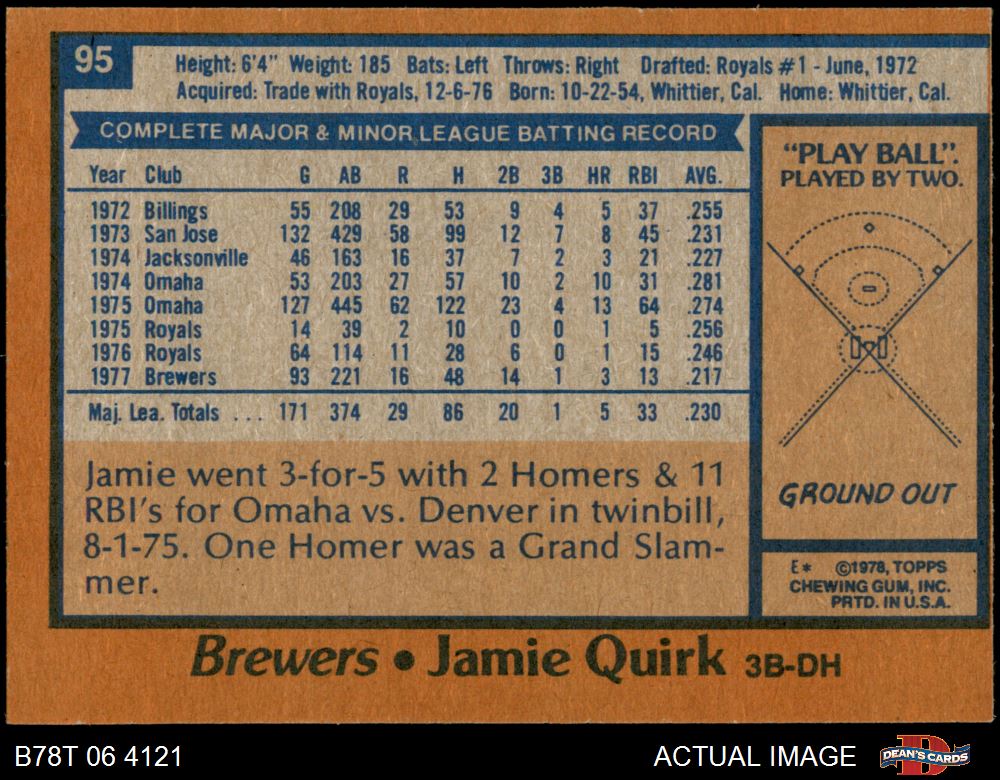 95
Height: 6'4" Weight: 185 Bats: Left Throws: Right Drafted: Royals #1 - June, 1972
Acquired: Trade with Royals, 12-6-76 Born: 10-22-54, Whittier, Cal. Home: Whittier, Cal.
COMPLETE MAJOR & MINOR LEAGUE BATTING RECORD
Year Club G AB R H 2B 3B HR RBI AVG.
1972 Billings 55 208 29 53 9 4 5 37 .255
1973 San Jose 132 429 58 99 12 7 8 45 .231
1974 Jacksonville 46 163 16 37 7 2 3 21 .227
1974 Omaha 53 203 27 57 10 2 10 31 .281
1975 Omaha 127 445 62 122 23 4 13 64 .274
1975 Royals 14 39 2 10 0 0 1 5 .256
1976 Royals 64 114 11 28 6 0 1 15 .246
1977 Brewers 93 221 16 48 14 1 3 13 .217
Maj. Lea. Totals ... 171 374 29 86 20 1 5 33 .230
Jamie went 3-for-5 with 2 Homers & 11
RBI's for Omaha vs. Denver in twinbill,
8-1-75. One Homer was a Grand Slam-
mer.
"PLAY BALL".
PLAYED BY TWO.
GROUND OUT
E* ©1978, TOPPS
CHEWING GUM, INC.
PRTD. IN U.S.A.
Brewers • Jamie Quirk 3B-DH
B78T 06 4121
ACTUAL IMAGE
DEAN'S CARDS